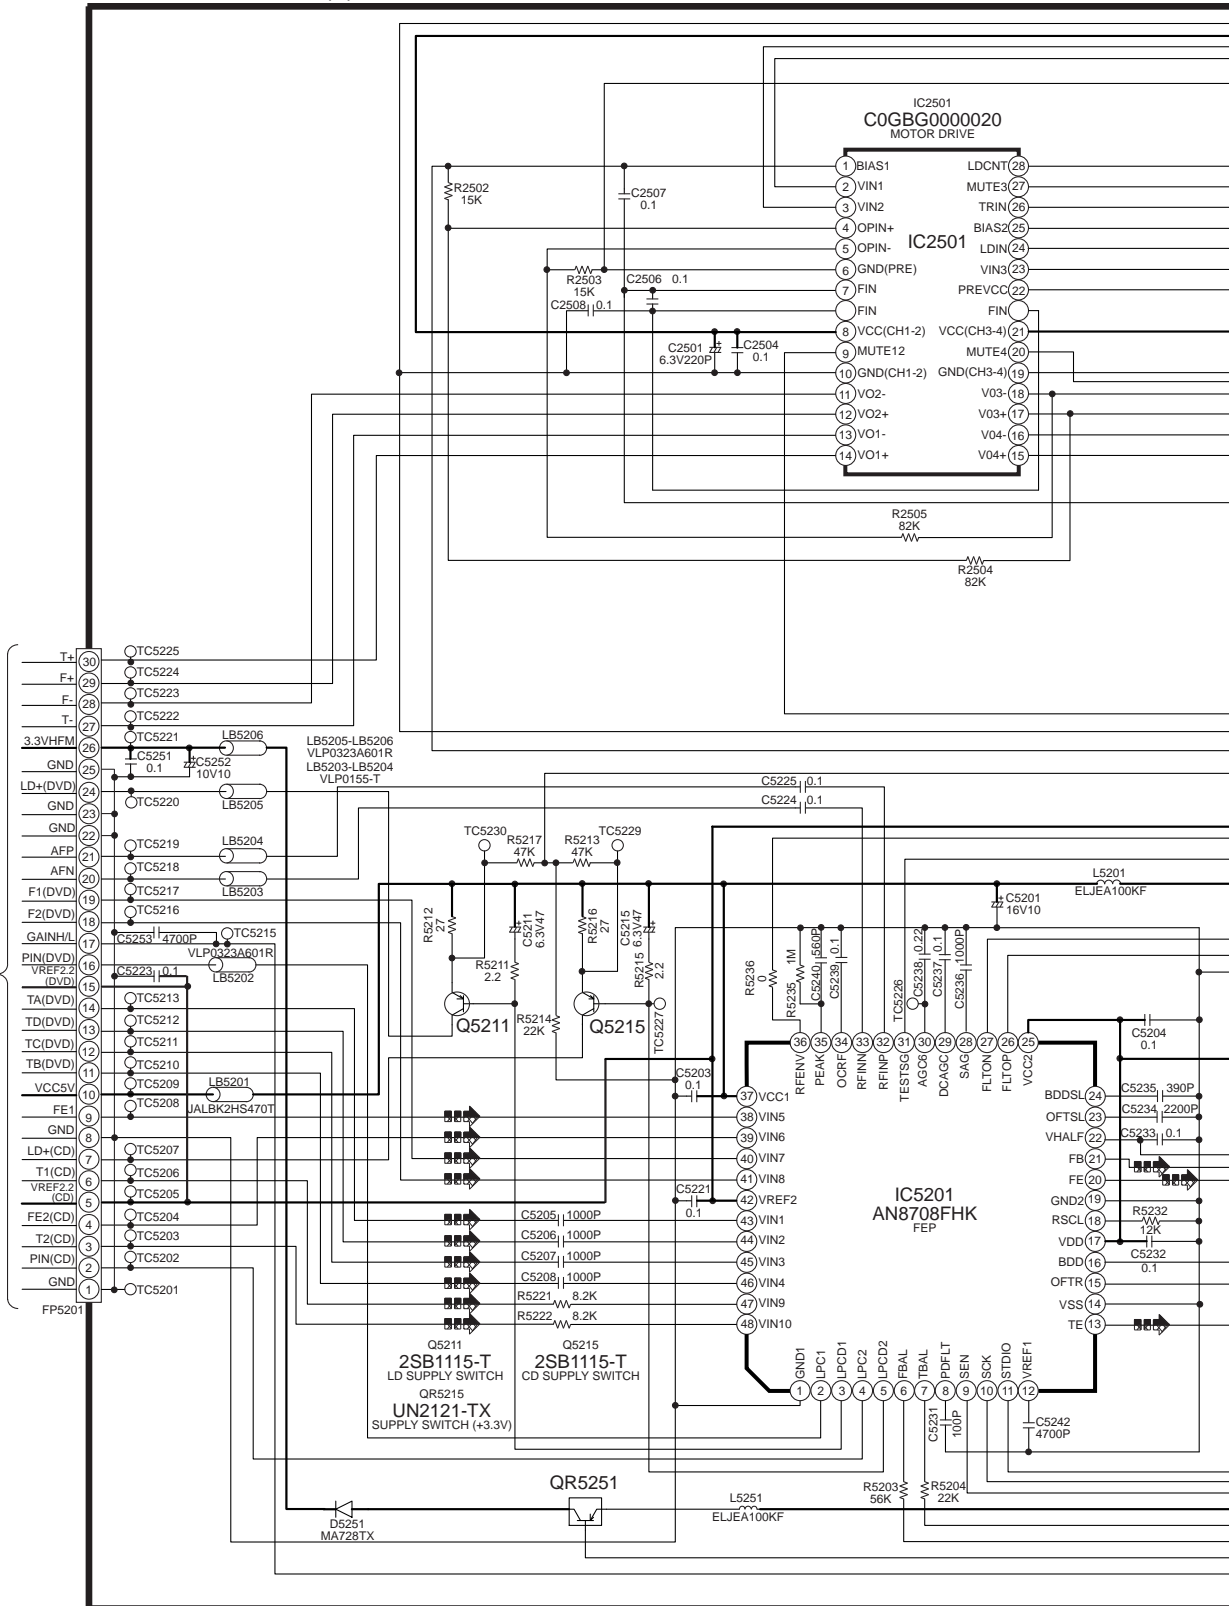 IC2501
C0GBG0000020
MOTOR DRIVE
1 BIAS1
2 VIN1
3 VIN2
4 OPIN+
5 OPIN-
6 GND(PRE)
7 FIN
FIN
8 VCC(CH1-2)
9 MUTE12
10 GND(CH1-2)
11 VO2-
12 VO2+
13 VO1-
14 VO1+
IC2501
LDCNT 28
MUTE3 27
TRIN 26
BIAS2 25
LDIN 24
VIN3 23
PREVCC 22
FIN
VCC(CH3-4) 21
MUTE4 20
GND(CH3-4) 19
V03- 18
V03+ 17
V04- 16
V04+ 15
R2502
15K
C2507
0.1
R2503
15K
C2506 0.1
C2508 0.1
C2501
6.3V220P
C2504
0.1
R2505
82K
R2504
82K
T+ 30
F+ 29
F- 28
T- 27
3.3VHFM 26
GND 25
LD+(DVD) 24
GND 23
GND 22
AFP 21
AFN 20
F1(DVD) 19
F2(DVD) 18
GAINH/L 17
PIN(DVD) 16
VREF2.2
(DVD) 15
TA(DVD) 14
TD(DVD) 13
TC(DVD) 12
TB(DVD) 11
VCC5V 10
FE1 9
GND 8
LD+(CD) 7
T1(CD) 6
VREF2.2
(CD) 5
FE2(CD) 4
T2(CD) 3
PIN(CD) 2
GND 1
FP5201
TC5225
TC5224
TC5223
TC5222
TC5221
C5251
0.1
C5252
10V10
LB5206
TC5220
LB5205
TC5219
LB5204
TC5218
LB5203
TC5217
TC5216
TC5215
C5253 4700P
VLP0323A601R
LB5202
C5223 0.1
TC5213
TC5212
TC5211
TC5210
TC5209
LB5201
JALBK2HS470T
TC5208
TC5207
TC5206
TC5205
TC5204
TC5203
TC5202
TC5201
LB5205-LB5206
VLP0323A601R
LB5203-LB5204
VLP0155-T
C5225 0.1
C5224 0.1
TC5230
R5217
47K
R5213
47K
TC5229
R5212
27
C5211
6.3V47
R5211
2.2
R5216
27
C5215
6.3V47
R5215
2.2
Q5211
R5214
22K
Q5215
TC5227
L5201
ELJEA100KF
C5201
16V10
R5236
0
R5235
1M
C5240
560P
C5239
0.1
TC5226
C5238
0.22
C5237
0.1
C5236
1000P
C5204
0.1
C5203
0.1
C5221
0.1
36 RFENV
35 PEAK
34 OCRF
33 RFINN
32 RFINP
31 TESTSG
30 AGC6
29 DCAGC
28 SAG
27 FLTON
26 FLTOP
25 VCC2
37 VCC1
38 VIN5
39 VIN6
40 VIN7
41 VIN8
42 VREF2
43 VIN1
44 VIN2
45 VIN3
46 VIN4
47 VIN9
48 VIN10
IC5201
AN8708FHK
FEP
BDDSL 24
OFTSL 23
VHALF 22
FB 21
FE 20
GND2 19
RSCL 18
VDD 17
BDD 16
OFTR 15
VSS 14
TE 13
C5235 390P
C5234 2200P
C5233 0.1
R5232
12K
C5232
0.1
C5205 1000P
C5206 1000P
C5207 1000P
C5208 1000P
R5221 8.2K
R5222 8.2K
GND1 1
LPC1 2
LPCD1 3
LPC2 4
LPCD2 5
FBAL 6
TBAL 7
PDFLT 8
SEN 9
SCK 10
STDIO 11
VREF1 12
Q5211
2SB1115-T
LD SUPPLY SWITCH
Q5215
2SB1115-T
CD SUPPLY SWITCH
QR5215
UN2121-TX
SUPPLY SWITCH (+3.3V)
C5231
100P
C5242
4700P
R5203
56K
R5204
22K
QR5251
D5251
MA728TX
L5251
ELJEA100KF